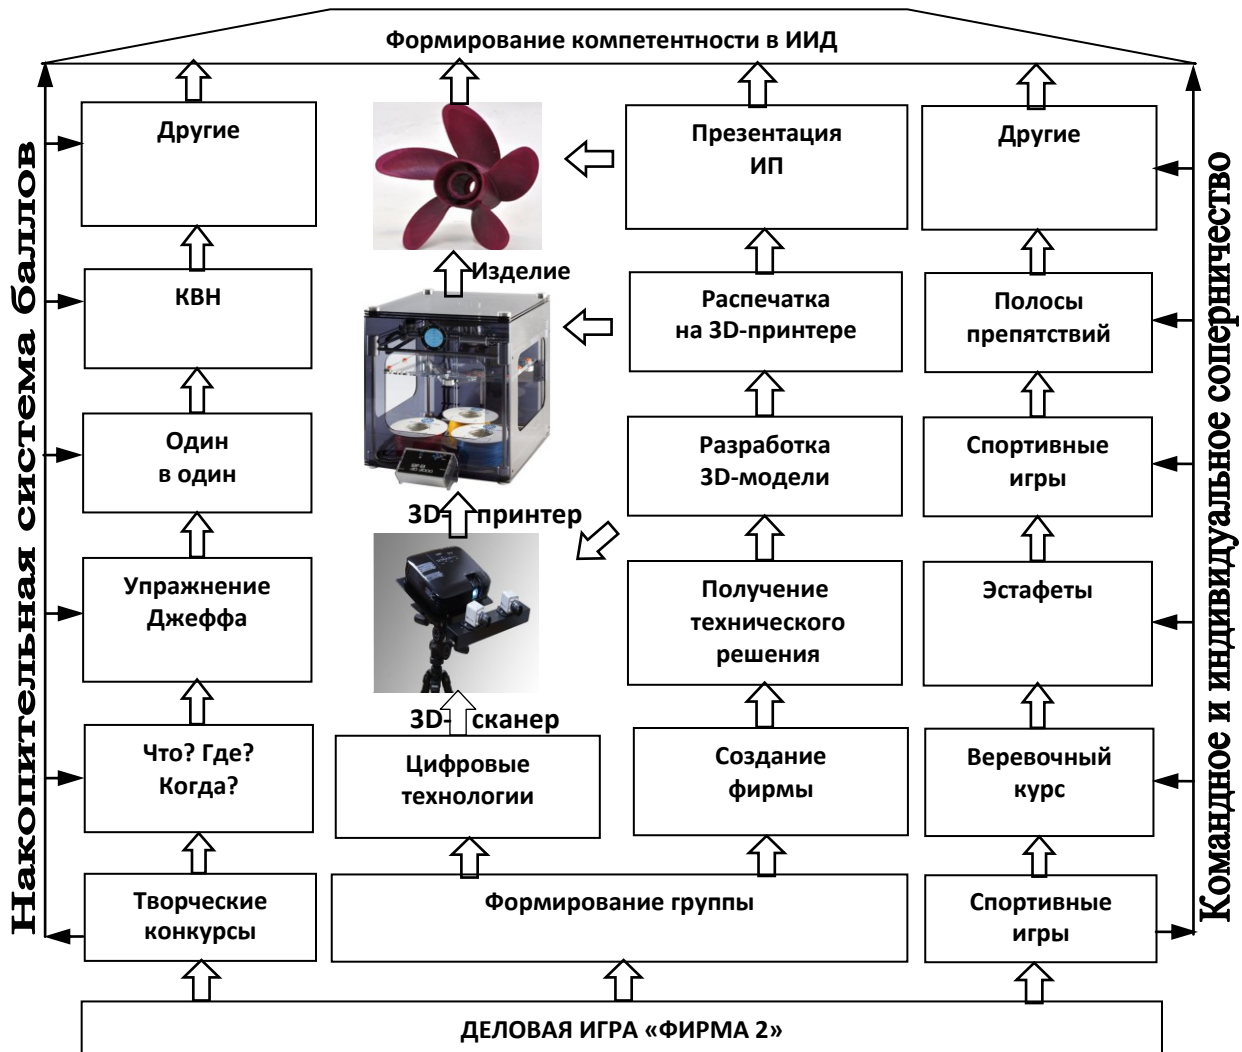 Формирование компетентности в ИИД
Накопительная система баллов
Командное и индивидуальное соперничество
Другие
Презентация
ИП
Другие
Изделие
КВН
Распечатка
на 3D-принтере
Полосы
препятствий
Один
в один
Разработка
3D-модели
Спортивные
игры
3D- принтер
Упражнение
Джеффа
Получение
технического
решения
Эстафеты
3D- сканер
Что? Где?
Когда?
Цифровые
технологии
Создание
фирмы
Веревочный
курс
Творческие
конкурсы
Формирование группы
Спортивные
игры
ДЕЛОВАЯ ИГРА «ФИРМА 2»